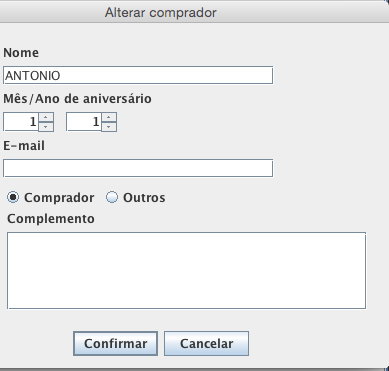 Alterar comprador
Nome
ANTONIO
Mês/Ano de aniversário
1 1
E-mail
Comprador Outros
Complemento
Confirmar Cancelar